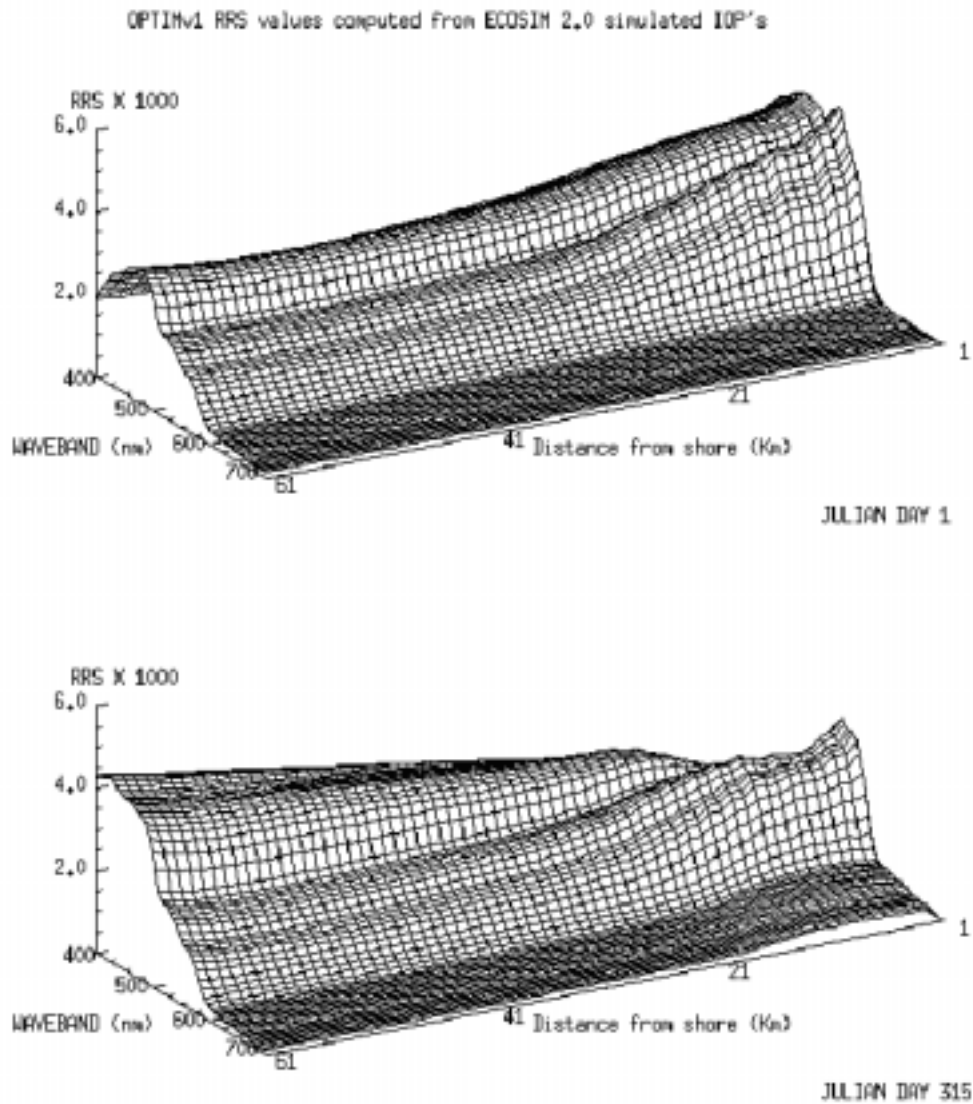 OPTIMv1 RRS values computed from ECOSIM 2.0 simulated IOP's
RRS X 1000
6.0
4.0
2.0
400
500
600
700
WAVEBAND (nm)
61
41
21
1
Distance from shore (Km)
JULIAN DAY 1
RRS X 1000
6.0
4.0
2.0
400
500
600
700
WAVEBAND (nm)
61
41
21
1
Distance from shore (Km)
JULIAN DAY 315